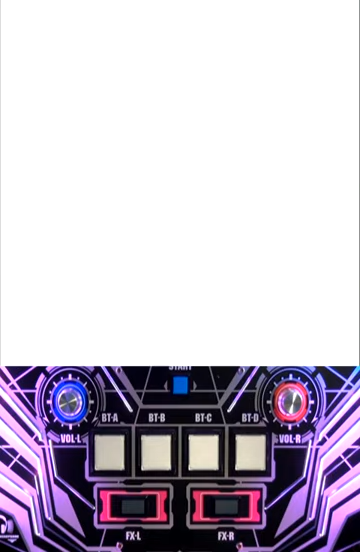 START
BT-A
BT-B
BT-C
BT-D
VOL-L
VOL-R
FX-L
FX-R